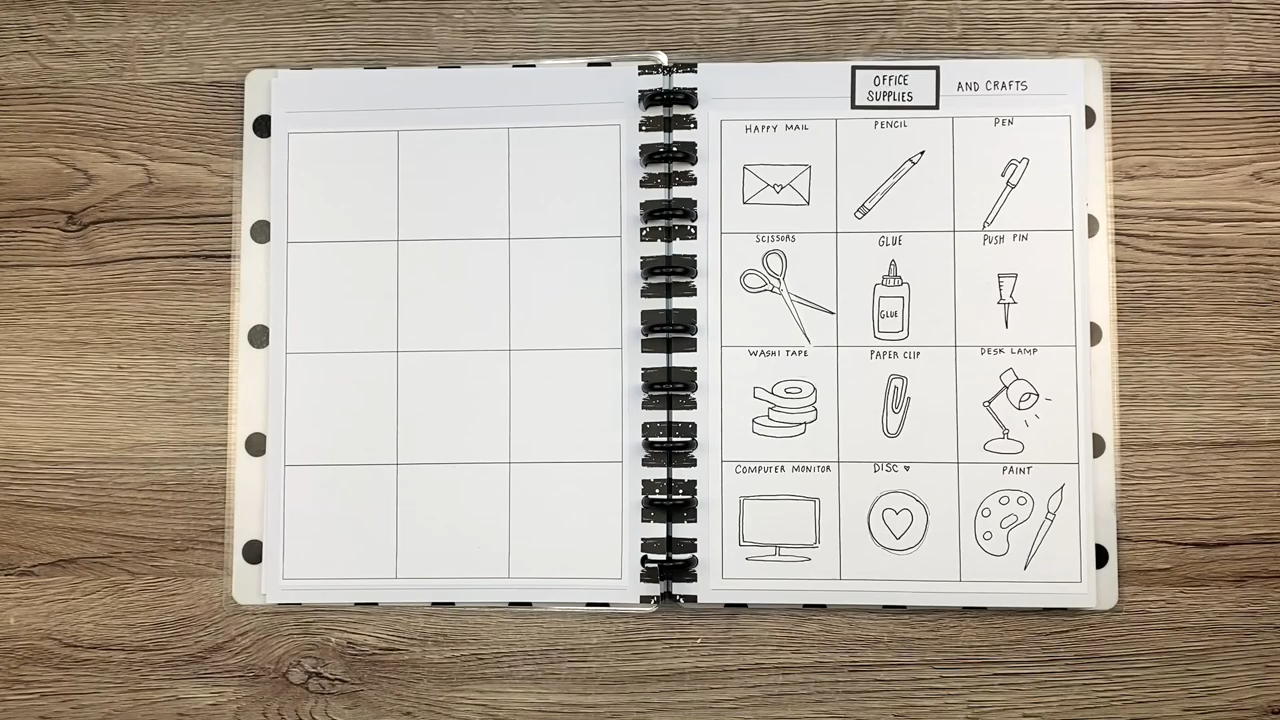 OFFICE
SUPPLIES
AND CRAFTS
HAPPY MAIL
PENCIL
PEN
SCISSORS
GLUE
GLUE
PUSH PIN
WASHI TAPE
PAPER CLIP
DESK LAMP
COMPUTER MONITOR
DISC ♥
PAINT